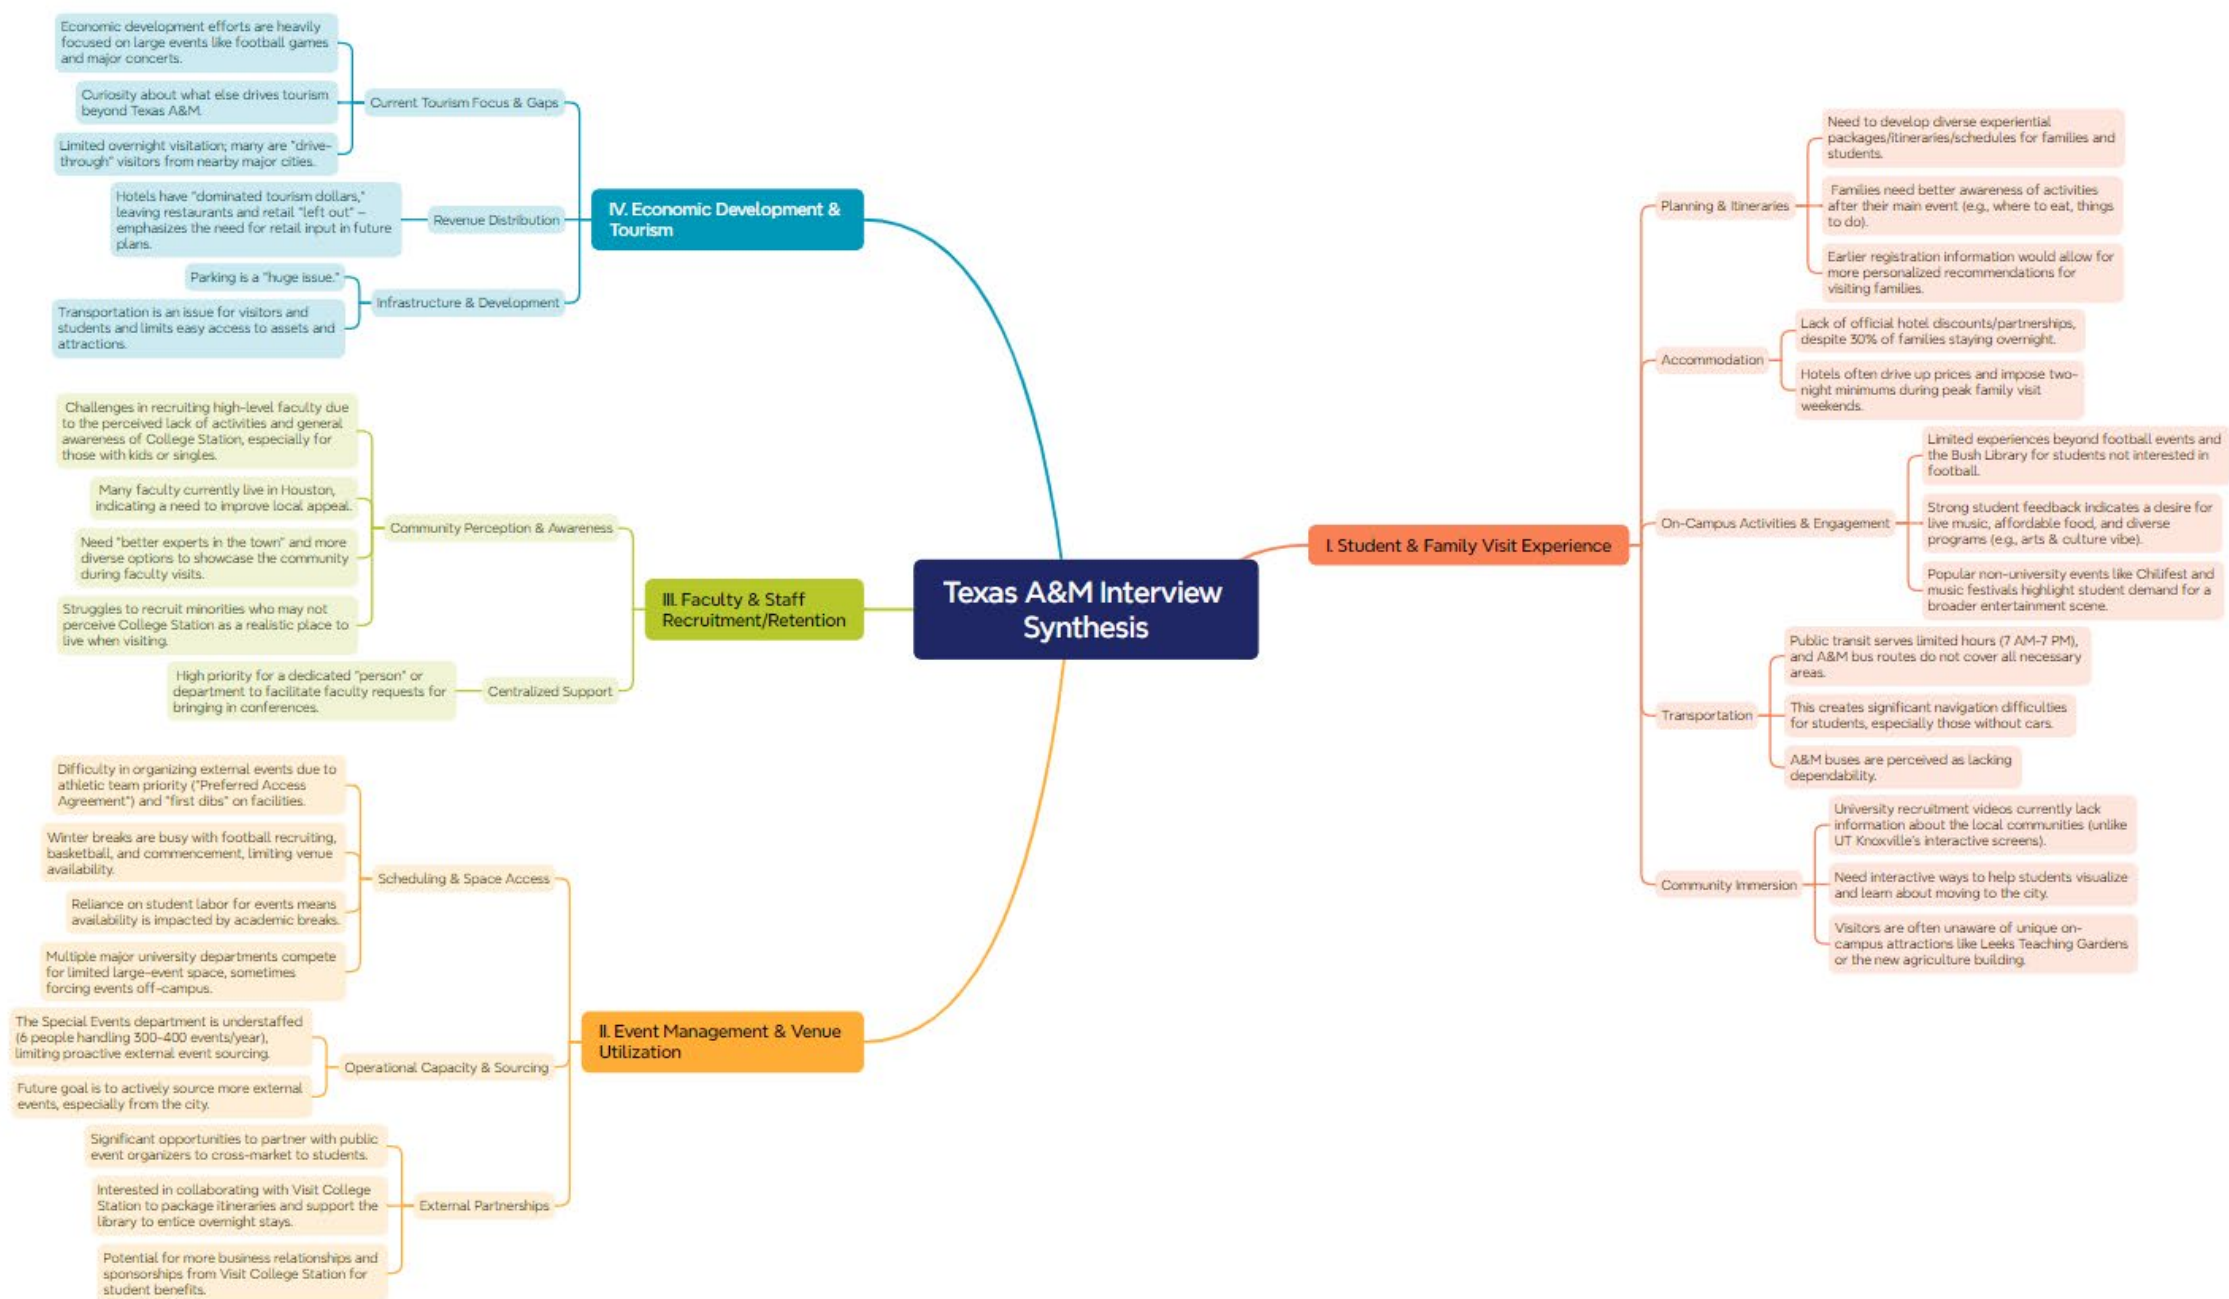 Texas A&M Interview
Synthesis
I. Student & Family Visit Experience
Planning & Itineraries
Need to develop diverse experiential
packages/itineraries/schedules for families and
students.
Families need better awareness of activities
after their main event (e.g., where to eat, things
to do).
Earlier registration information would allow for
more personalized recommendations for
visiting families.
Accommodation
Lack of official hotel discounts/partnerships,
despite 30% of families staying overnight.
Hotels often drive up prices and impose two-
night minimums during peak family visit
weekends.
On-Campus Activities & Engagement
Limited experiences beyond football events and
the Bush Library for students not interested in
football.
Strong student feedback indicates a desire for
live music, affordable food, and diverse
programs (e.g., arts & culture vibe).
Popular non-university events like Chilifest and
music festivals highlight student demand for a
broader entertainment scene.
Transportation
Public transit serves limited hours (7 AM-7 PM),
and A&M bus routes do not cover all necessary
areas.
This creates significant navigation difficulties
for students, especially those without cars.
A&M buses are perceived as lacking
dependability.
Community Immersion
University recruitment videos currently lack
information about the local communities (unlike
UT Knoxville's interactive screens).
Need interactive ways to help students visualize
and learn about moving to the city.
Visitors are often unaware of unique on-
campus attractions like Leeks Teaching Gardens
or the new agriculture building.
II. Event Management & Venue
Utilization
Scheduling & Space Access
Difficulty in organizing external events due to
athletic team priority ("Preferred Access
Agreement") and "first dibs" on facilities.
Winter breaks are busy with football recruiting,
basketball, and commencement, limiting venue
availability.
Reliance on student labor for events means
availability is impacted by academic breaks.
Multiple major university departments compete
for limited large-event space, sometimes
forcing events off-campus.
Operational Capacity & Sourcing
The Special Events department is understaffed
(6 people handling 300-400 events/year),
limiting proactive external event sourcing.
Future goal is to actively source more external
events, especially from the city.
External Partnerships
Significant opportunities to partner with public
event organizers to cross-market to students.
Interested in collaborating with Visit College
Station to package itineraries and support the
library to entice overnight stays.
Potential for more business relationships and
sponsorships from Visit College Station for
student benefits.
III. Faculty & Staff
Recruitment/Retention
Community Perception & Awareness
Challenges in recruiting high-level faculty due
to the perceived lack of activities and general
awareness of College Station, especially for
those with kids or singles.
Many faculty currently live in Houston,
indicating a need to improve local appeal.
Need "better experts in the town" and more
diverse options to showcase the community
during faculty visits.
Struggles to recruit minorities who may not
perceive College Station as a realistic place to
live when visiting.
Centralized Support
High priority for a dedicated "person" or
department to facilitate faculty requests for
bringing in conferences.
IV. Economic Development &
Tourism
Current Tourism Focus & Gaps
Economic development efforts are heavily
focused on large events like football games
and major concerts.
Curiosity about what else drives tourism
beyond Texas A&M.
Limited overnight visitation; many are "drive-
through" visitors from nearby major cities.
Revenue Distribution
Hotels have "dominated tourism dollars,"
leaving restaurants and retail "left out" –
emphasizes the need for retail input in future
plans.
Infrastructure & Development
Parking is a "huge issue."
Transportation is an issue for visitors and
students and limits easy access to assets and
attractions.